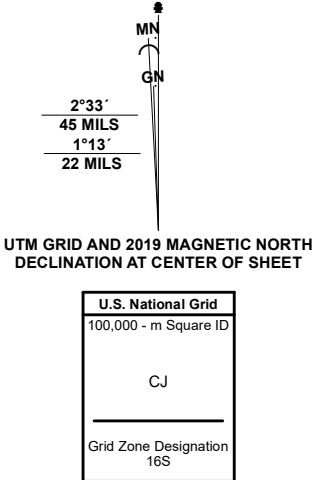 MN
GN
2°33´
45 MILS
1°13´
22 MILS
UTM GRID AND 2019 MAGNETIC NORTH
DECLINATION AT CENTER OF SHEET
U.S. National Grid
100,000 - m Square ID
CJ
Grid Zone Designation
16S